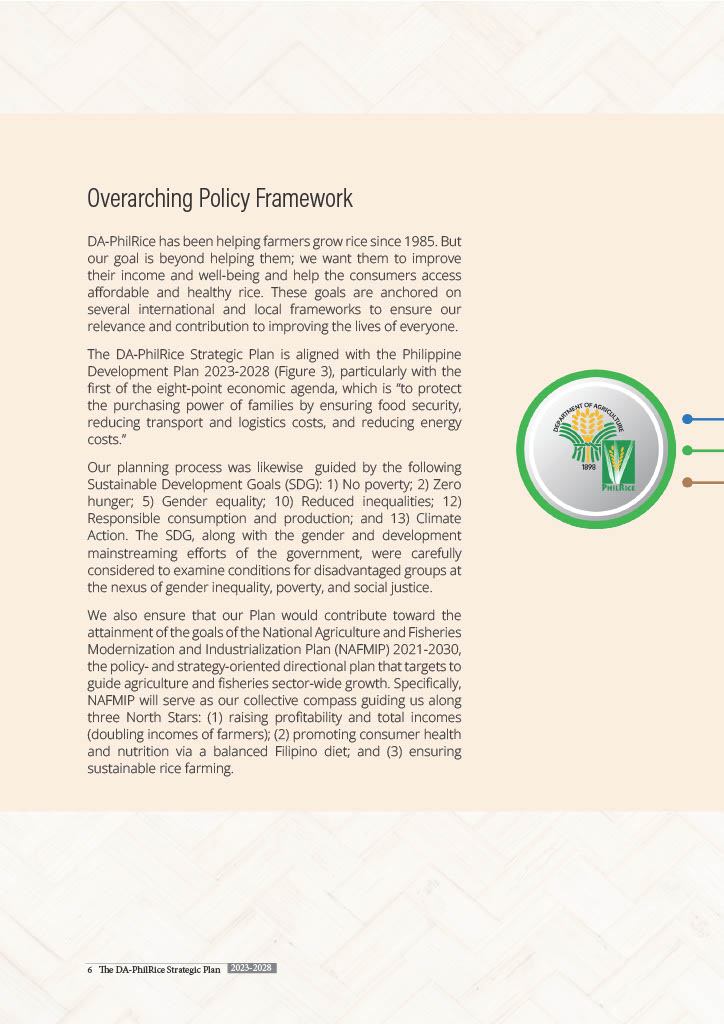 Overarching Policy Framework
DA-PhilRice has been helping farmers grow rice since 1985. But
our goal is beyond helping them; we want them to improve
their income and well-being and help the consumers access
affordable and healthy rice. These goals are anchored on
several international and local frameworks to ensure our
relevance and contribution to improving the lives of everyone.
The DA-PhilRice Strategic Plan is aligned with the Philippine
Development Plan 2023-2028 (Figure 3), particularly with the
first of the eight-point economic agenda, which is “to protect
the purchasing power of families by ensuring food security,
reducing transport and logistics costs, and reducing energy
costs.”
Our planning process was likewise  guided by the following
Sustainable Development Goals (SDG): 1) No poverty; 2) Zero
hunger; 5) Gender equality; 10) Reduced inequalities; 12)
Responsible consumption and production; and 13) Climate
Action. The SDG, along with the gender and development
mainstreaming efforts of the government, were carefully
considered to examine conditions for disadvantaged groups at
the nexus of gender inequality, poverty, and social justice.
We also ensure that our Plan would contribute toward the
attainment of the goals of the National Agriculture and Fisheries
Modernization and Industrialization Plan (NAFMIP) 2021-2030,
the policy- and strategy-oriented directional plan that targets to
guide agriculture and fisheries sector-wide growth. Specifically,
NAFMIP will serve as our collective compass guiding us along
three North Stars: (1) raising profitability and total incomes
(doubling incomes of farmers); (2) promoting consumer health
and nutrition via a balanced Filipino diet; and (3) ensuring
sustainable rice farming.
DEPARTMENT OF AGRICULTURE
1898
PHILRICE
6 The DA-PhilRice Strategic Plan 2023-2028